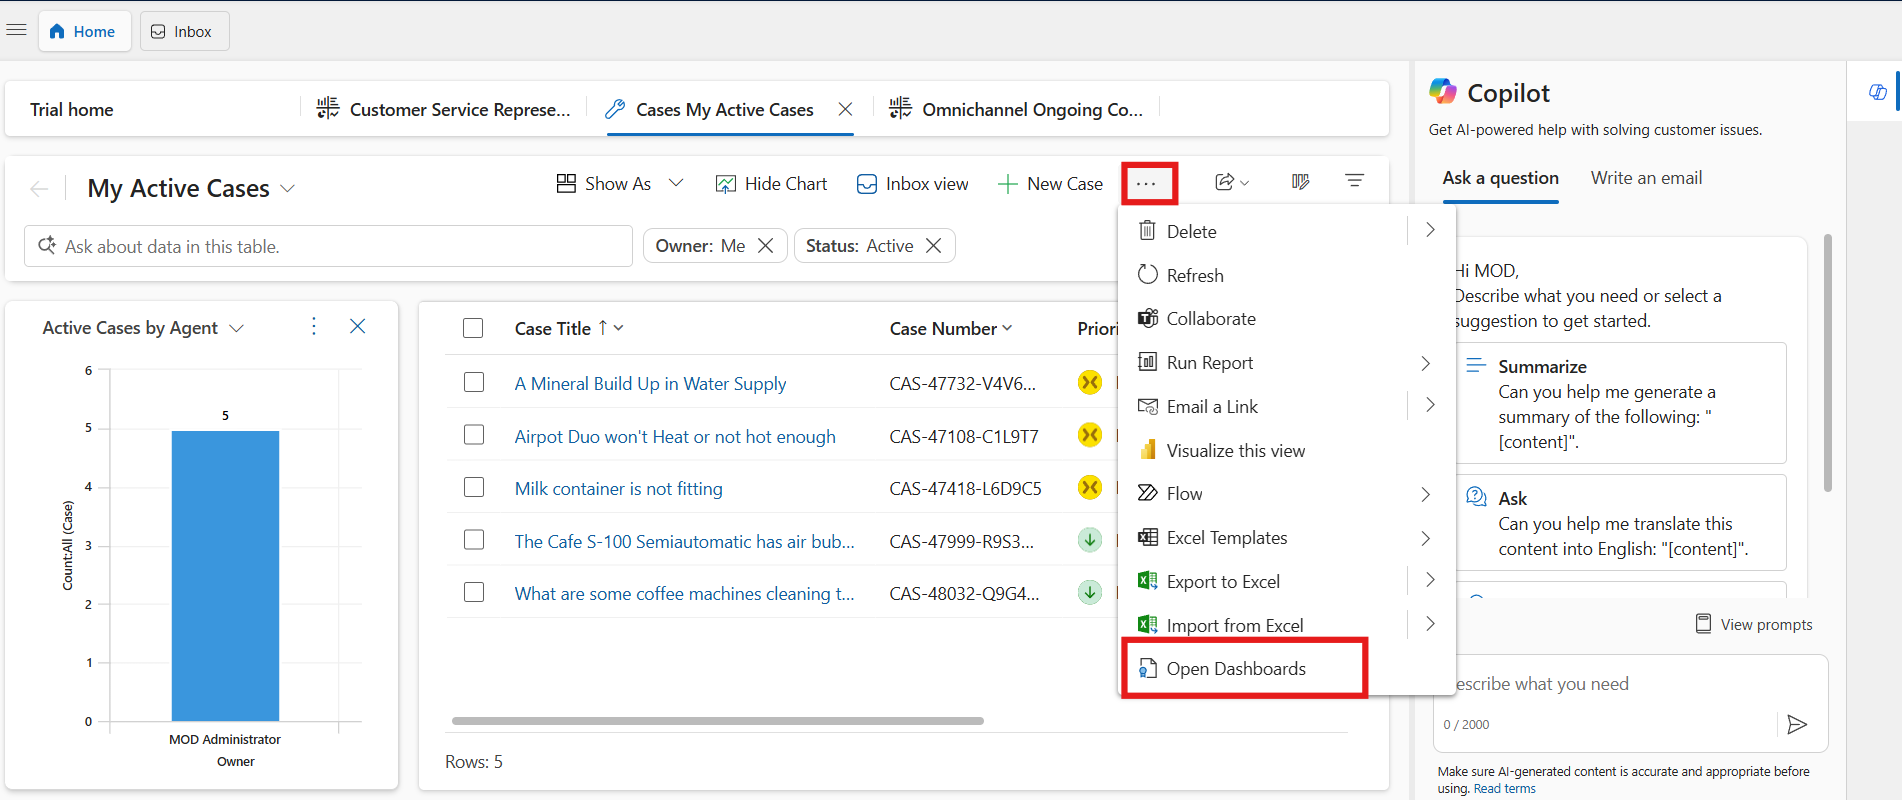 Home
Inbox
Trial home
Customer Service Represe...
Cases My Active Cases
Omnichannel Ongoing Co...
My Active Cases
Show As
Hide Chart
Inbox view
New Case
Ask about data in this table.
Owner: Me
Status: Active
Active Cases by Agent
6
5
5
4
3
2
1
0
Count:All (Case)
MOD Administrator
Owner
Case Title
Case Number
Priori
A Mineral Build Up in Water Supply
CAS-47732-V4V6...
Airpot Duo won't Heat or not hot enough
CAS-47108-C1L9T7
Milk container is not fitting
CAS-47418-L6D9C5
The Cafe S-100 Semiautomatic has air bub...
CAS-47999-R9S3...
What are some coffee machines cleaning t...
CAS-48032-Q9G4...
Rows: 5
Delete
Refresh
Collaborate
Run Report
Email a Link
Visualize this view
Flow
Excel Templates
Export to Excel
Import from Excel
Open Dashboards
Copilot
Get AI-powered help with solving customer issues.
Ask a question
Write an email
Hi MOD,
Describe what you need or select a
suggestion to get started.
Summarize
Can you help me generate a
summary of the following: "
[content]".
Ask
Can you help me translate this
content into English: "[content]".
View prompts
escribe what you need
0 / 2000
Make sure AI-generated content is accurate and appropriate before
using. Read terms